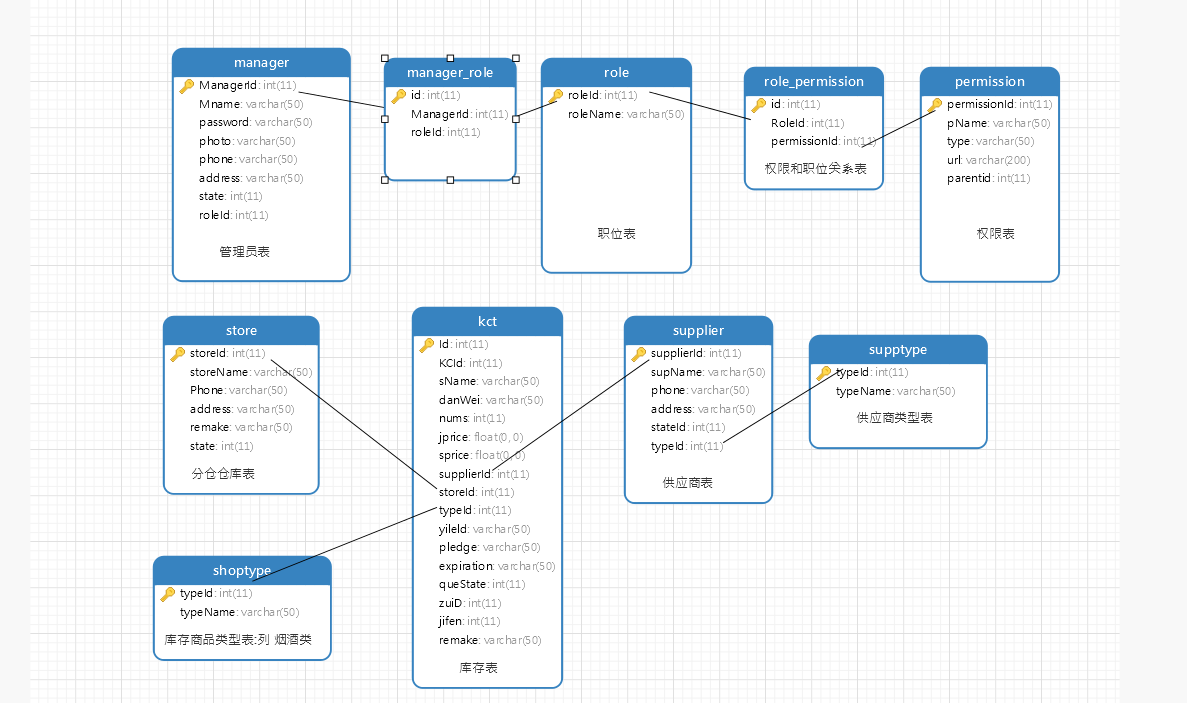 manager
ManagerId: int(11)
Mname: varchar(50)
password: varchar(50)
photo: varchar(50)
phone: varchar(50)
address: varchar(50)
state: int(11)
roleId: int(11)
管理员表
manager_role
id: int(11)
ManagerId: int(11)
roleId: int(11)
role
roleId: int(11)
roleName: varchar(50)
职位表
role_permission
id: int(11)
RoleId: int(11)
permissionId: int(11)
权限和职位关系表
permission
permissionId: int(11)
pName: varchar(50)
type: varchar(50)
url: varchar(200)
parentid: int(11)
权限表
store
storeId: int(11)
storeName: varchar(50)
Phone: varchar(50)
address: varchar(50)
remake: varchar(50)
state: int(11)
分仓仓库表
kct
Id: int(11)
KCId: int(11)
sName: varchar(50)
danWei: varchar(50)
nums: int(11)
jprice: float(0, 0)
sprice: float(0, 0)
supplierId: int(11)
storeId: int(11)
typeId: int(11)
yileId: varchar(50)
pledge: varchar(50)
expiration: varchar(50)
queState: int(11)
zuiD: int(11)
jifen: int(11)
remake: varchar(50)
库存表
supplier
supplierId: int(11)
supName: varchar(50)
phone: varchar(50)
address: varchar(50)
stateId: int(11)
typeId: int(11)
供应商表
supptype
typeId: int(11)
typeName: varchar(50)
供应商类型表
shoptype
typeId: int(11)
typeName: varchar(50)
库存商品类型表:列 烟酒类